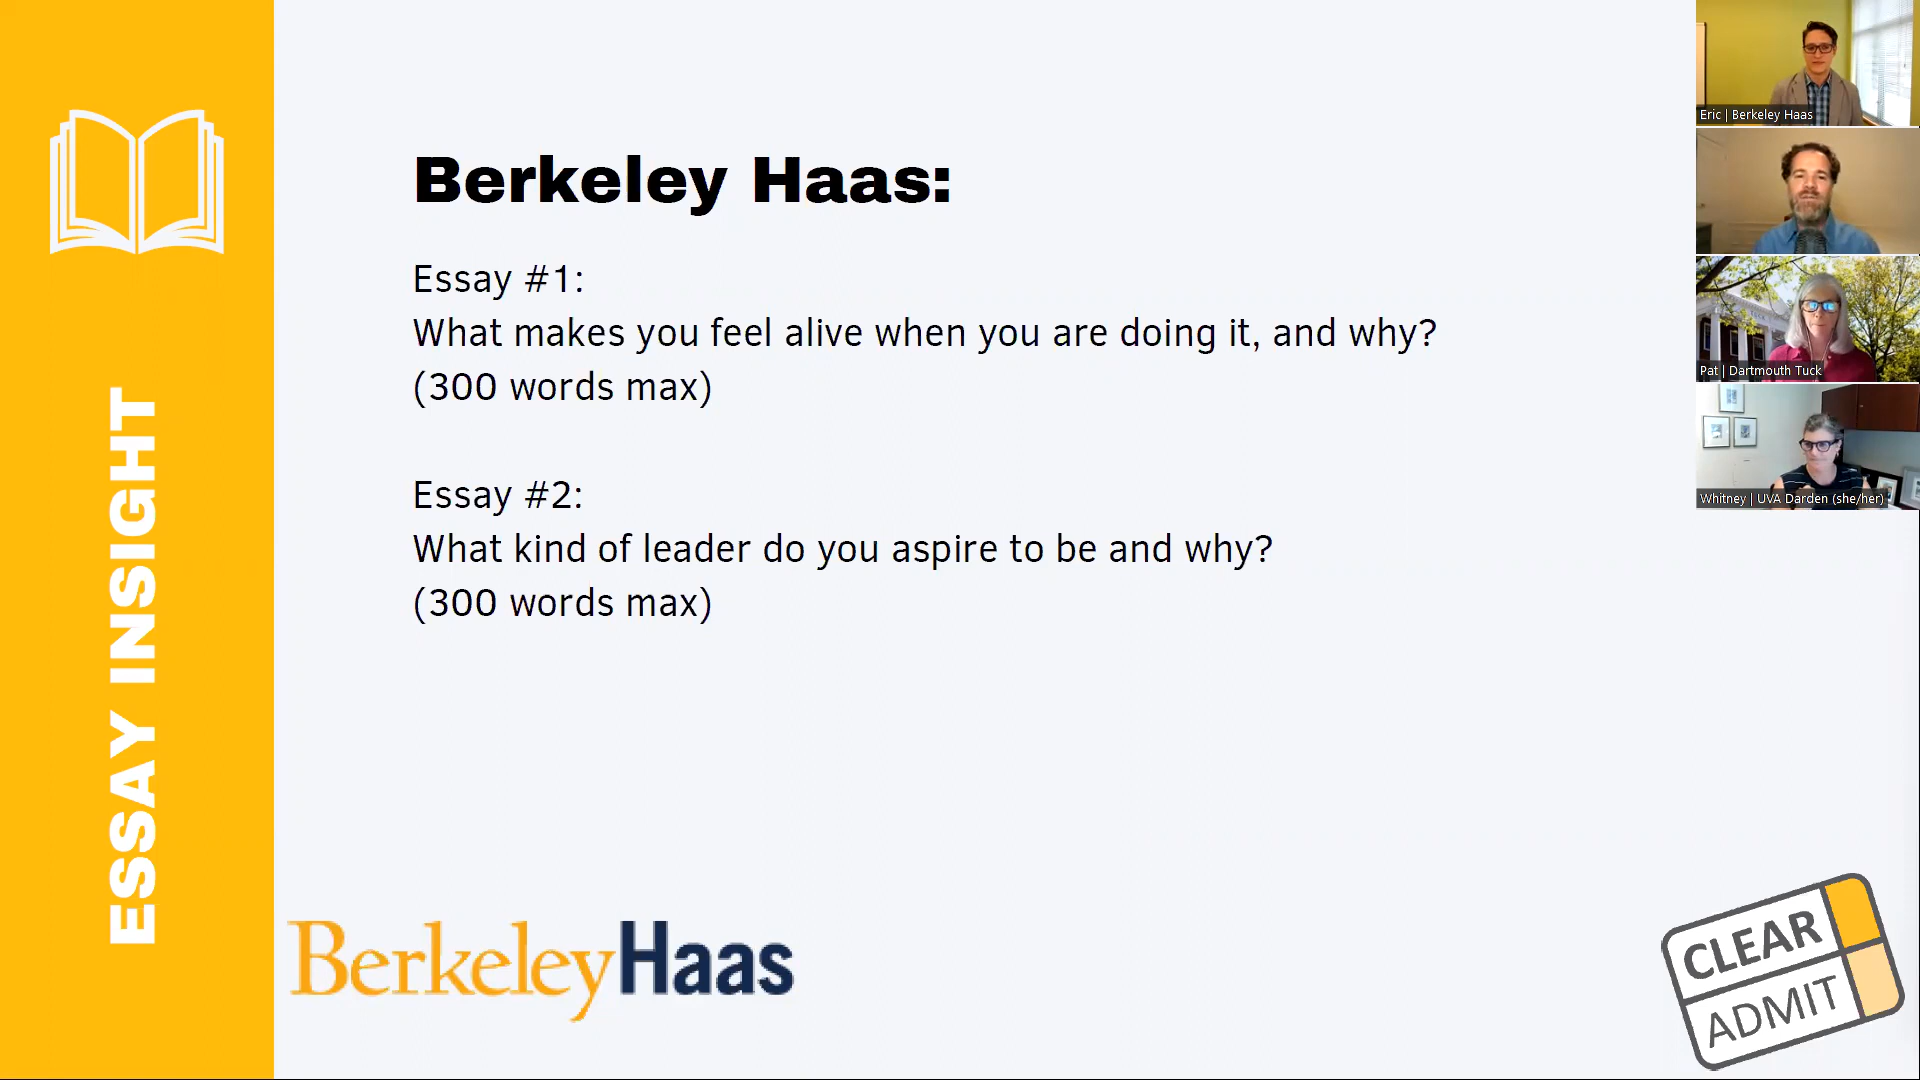 ESSAY INSIGHT
Berkeley Haas:
Essay #1:
What makes you feel alive when you are doing it, and why?
(300 words max)
Essay #2:
What kind of leader do you aspire to be and why?
(300 words max)
BerkeleyHaas
Eric | Berkeley Haas
Pat | Dartmouth Tuck
Whitney | UVA Darden (she/her)
CLEAR
ADMIT